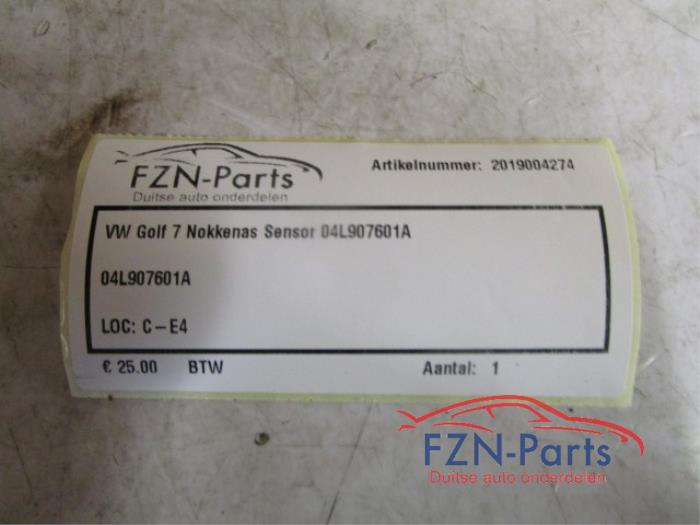 FZN-Parts
Duitse auto onderdelen
Artikelnummer: 2019004274
VW Golf 7 Nokkenas Sensor 04L907601A
04L907601A
LOC: C-E4
€ 25.00 BTW Aantal: 1
FZN-Parts
Duitse auto onderdelen